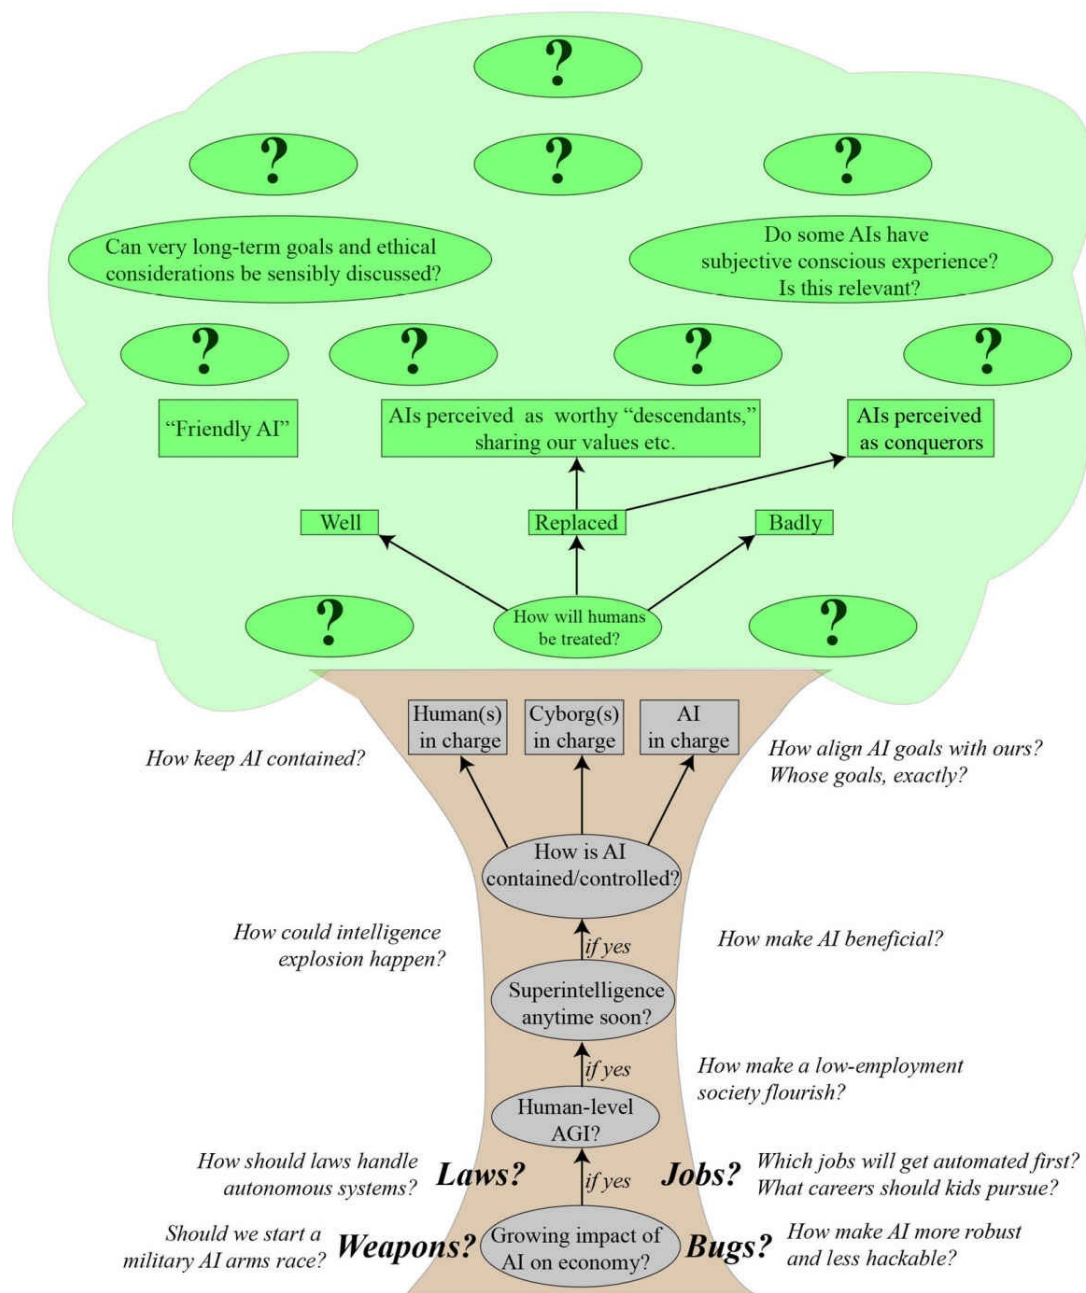 ?
?
?
?
Can very long-term goals and ethical
considerations be sensibly discussed?
Do some AIs have
subjective conscious experience?
Is this relevant?
?
?
?
?
“Friendly AI”
AIs perceived as worthy “descendants,”
sharing our values etc.
AIs perceived
as conquerors
Well
Replaced
Badly
?
How will humans
be treated?
?
Human(s)
in charge
Cyborg(s)
in charge
AI
in charge
How keep AI contained?
How align AI goals with ours?
Whose goals, exactly?
How is AI
contained/controlled?
How could intelligence
explosion happen?
if yes
How make AI beneficial?
Superintelligence
anytime soon?
if yes
How make a low-employment
society flourish?
Human-level
AGI?
How should laws handle
autonomous systems?
Laws?
if yes
Jobs?
Which jobs will get automated first?
What careers should kids pursue?
Should we start a
military AI arms race?
Weapons?
Growing impact of
AI on economy?
Bugs?
How make AI more robust
and less hackable?